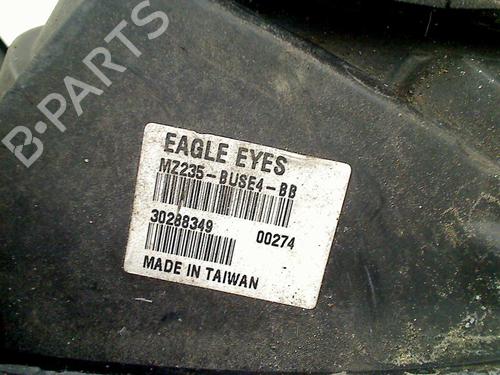 B-PARTS
EAGLE EYES
MZ235-BUSE4-BB
30288349 00274
MADE IN TAIWAN